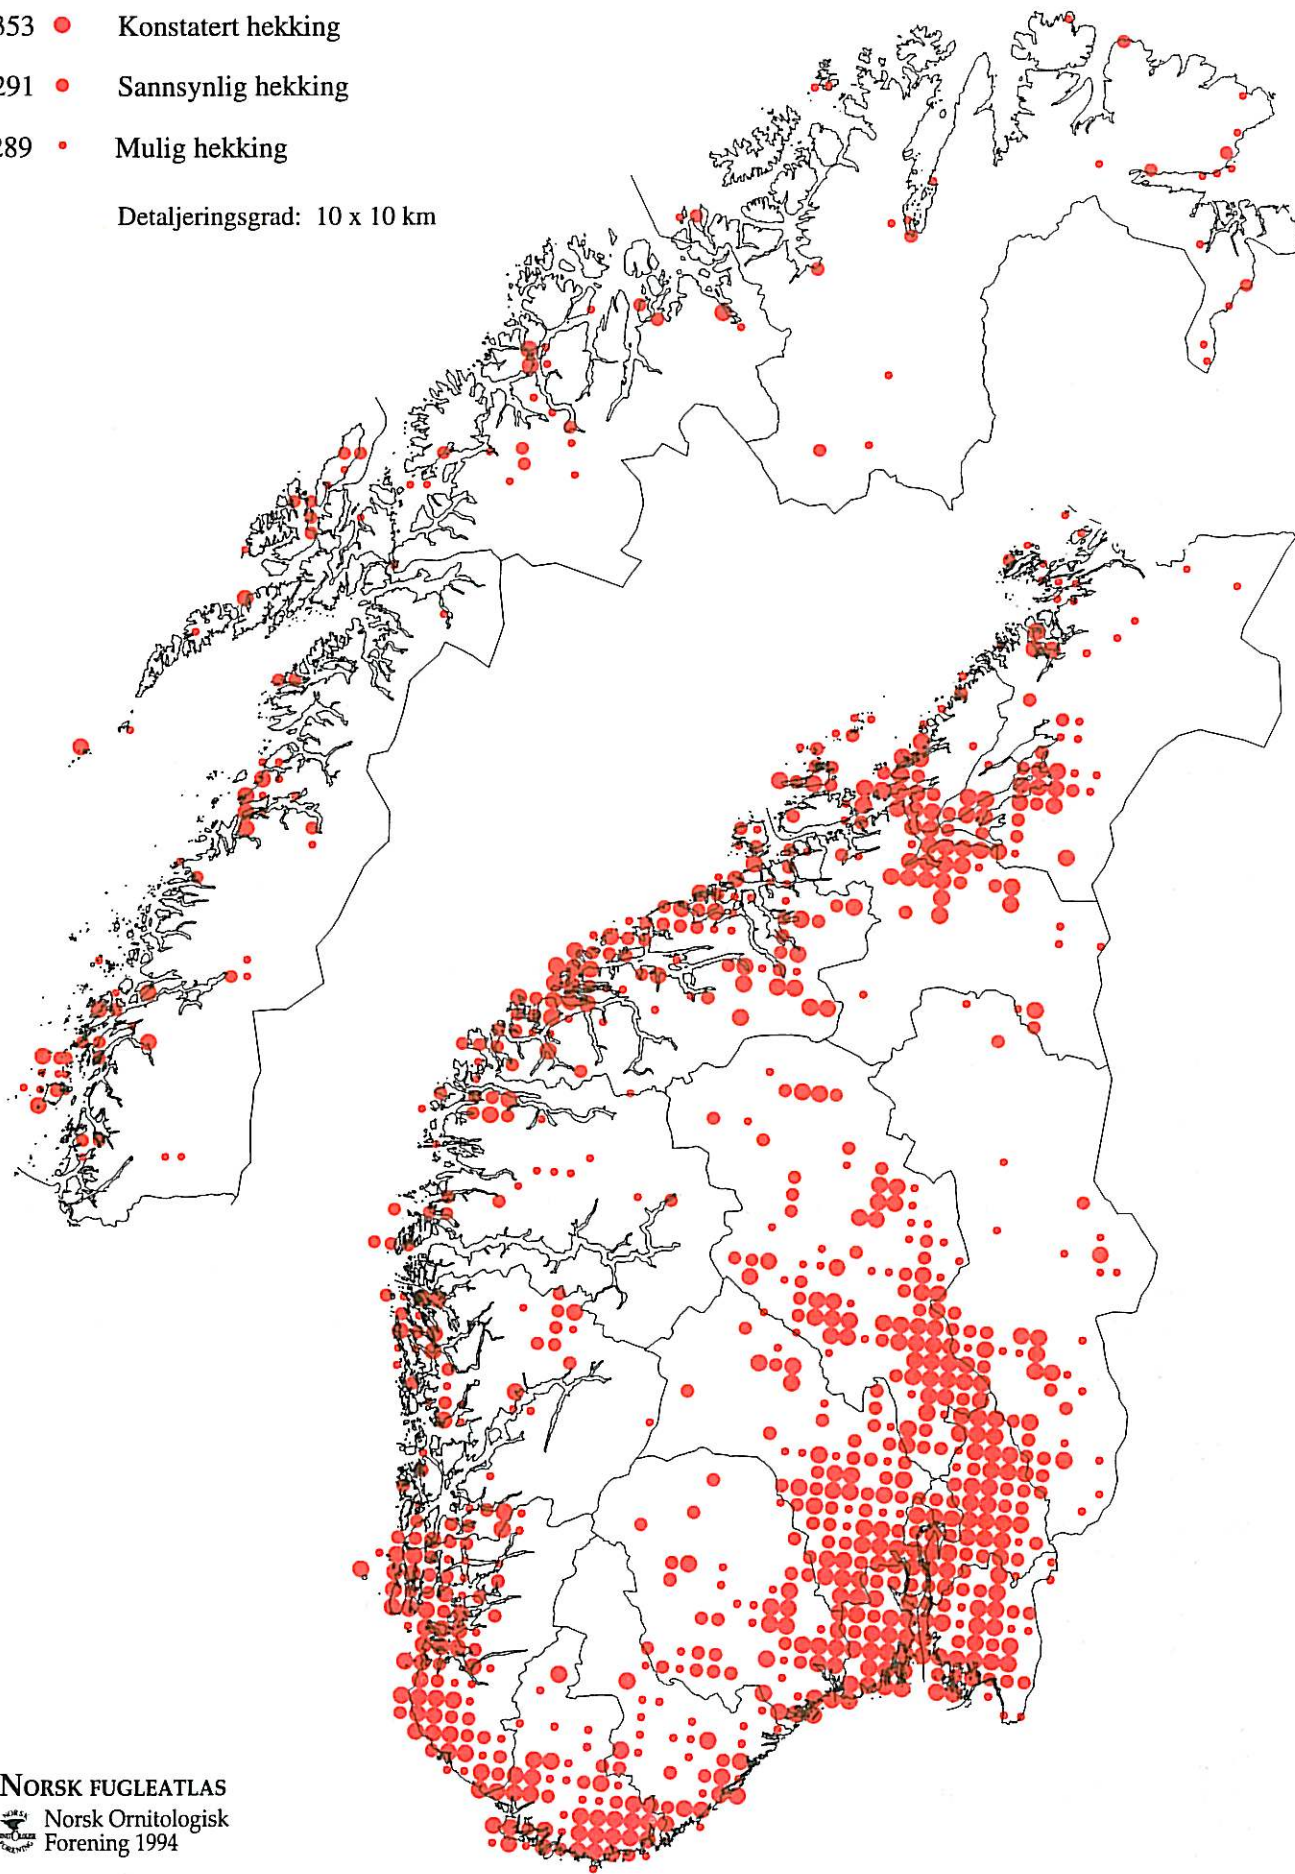 353 Konstatert hekking
291 Sannsynlig hekking
289 Mulig hekking
Detaljeringsgrad: 10 x 10 km
NORSK FUGLEATLAS
Norsk Ornitologisk
Forening 1994